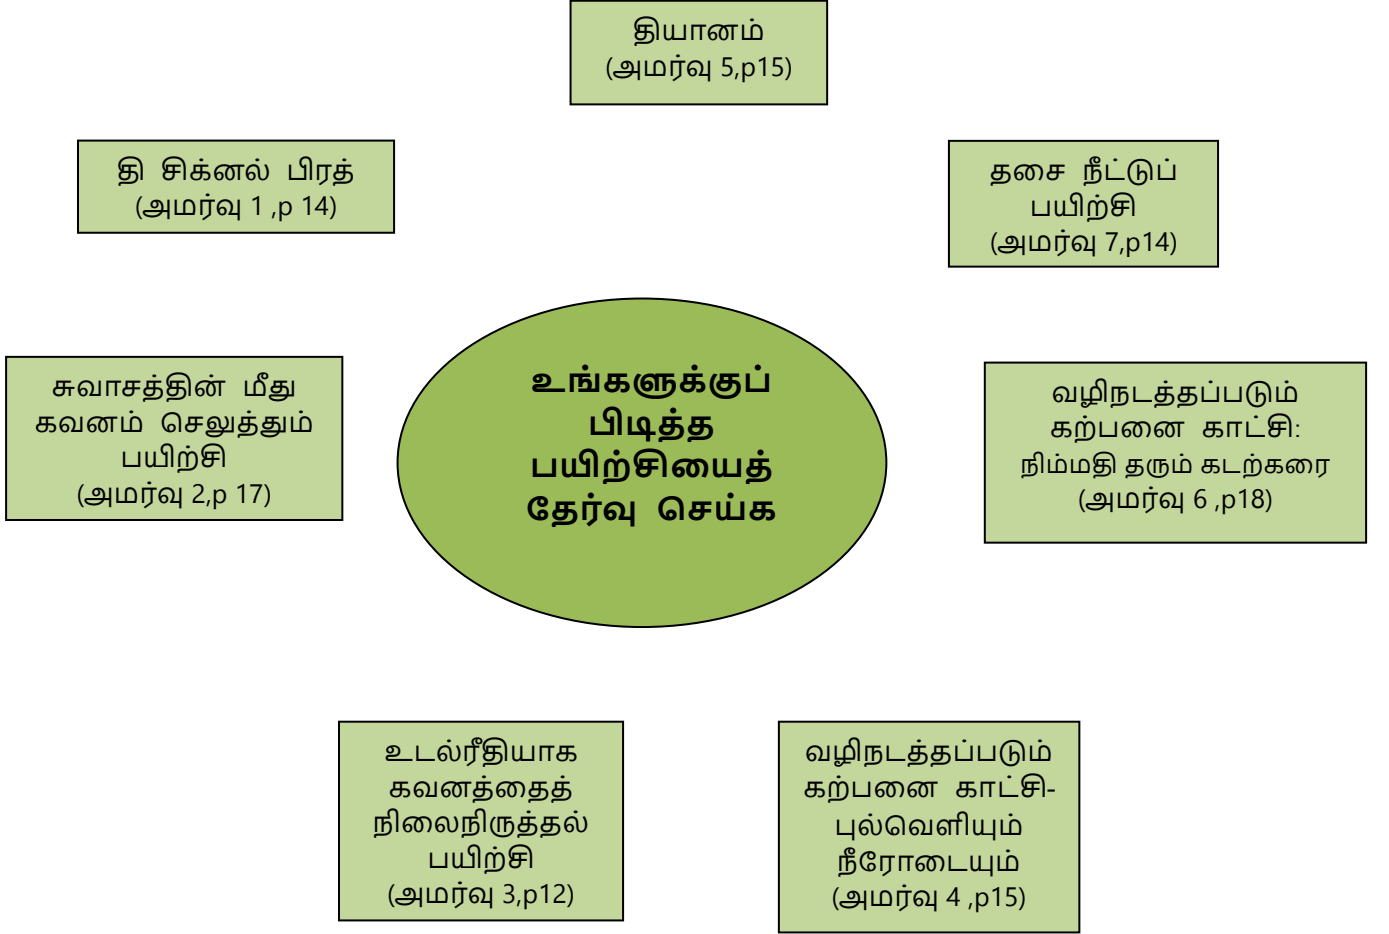 தியானம்
(அமர்வு 5,p15)
தி சிக்னல் பிரத்
(அமர்வு 1 ,p 14)
தசை நீட்டுப்
பயிற்சி
(அமர்வு 7,p14)
சுவாசத்தின் மீது
கவனம் செலுத்தும்
பயிற்சி
(அமர்வு 2,p 17)
உங்களுக்குப்
பிடித்த
பயிற்சியைத்
தேர்வு செய்க
வழிநடத்தப்படும்
கற்பனை காட்சி:
நிம்மதி தரும் கடற்கரை
(அமர்வு 6 ,p18)
உடல்ரீதியாக
கவனத்தைத்
நிலைநிருத்தல்
பயிற்சி
(அமர்வு 3,p12)
வழிநடத்தப்படும்
கற்பனை காட்சி-
புல்வெளியும்
நீரோடையும்
(அமர்வு 4 ,p15)